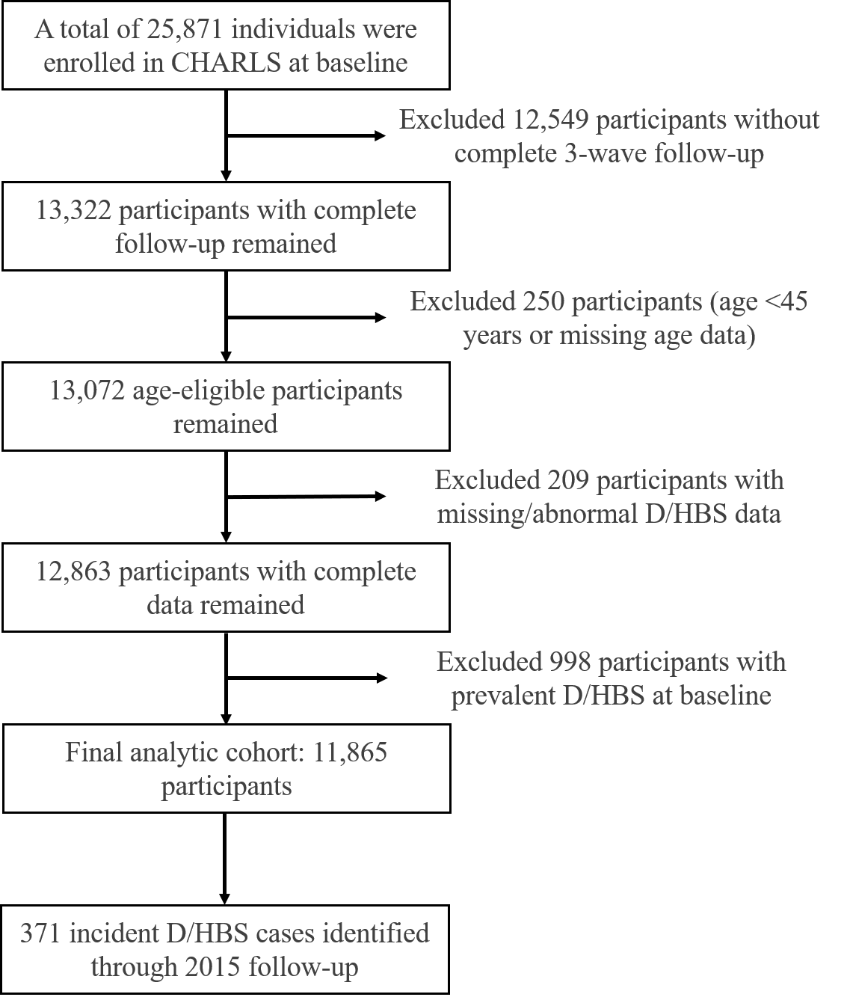 A total of 25,871 individuals were
enrolled in CHARLS at baseline
Excluded 12,549 participants without
complete 3-wave follow-up
13,322 participants with complete
follow-up remained
Excluded 250 participants (age <45
years or missing age data)
13,072 age-eligible participants
remained
Excluded 209 participants with
missing/abnormal D/HBS data
12,863 participants with complete
data remained
Excluded 998 participants with
prevalent D/HBS at baseline
Final analytic cohort: 11,865
participants
371 incident D/HBS cases identified
through 2015 follow-up